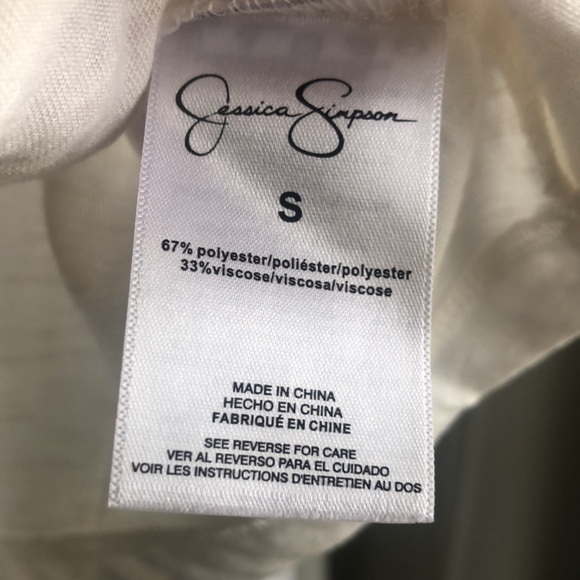 Jessica Simpson
S
67% polyester/poliéster/polyester
33%viscose/viscosa/viscose
MADE IN CHINA
HECHO EN CHINA
FABRIQUÉ EN CHINE
SEE REVERSE FOR CARE
VER AL REVERSO PARA EL CUIDADO
VOIR LES INSTRUCTIONS D'ENTRETIEN AU DOS